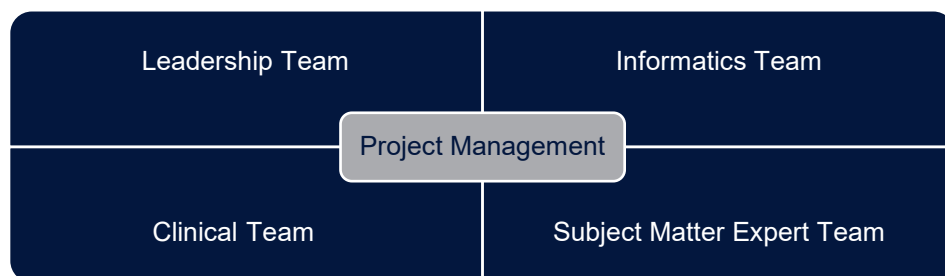 Leadership Team
Informatics Team
Project Management
Clinical Team
Subject Matter Expert Team